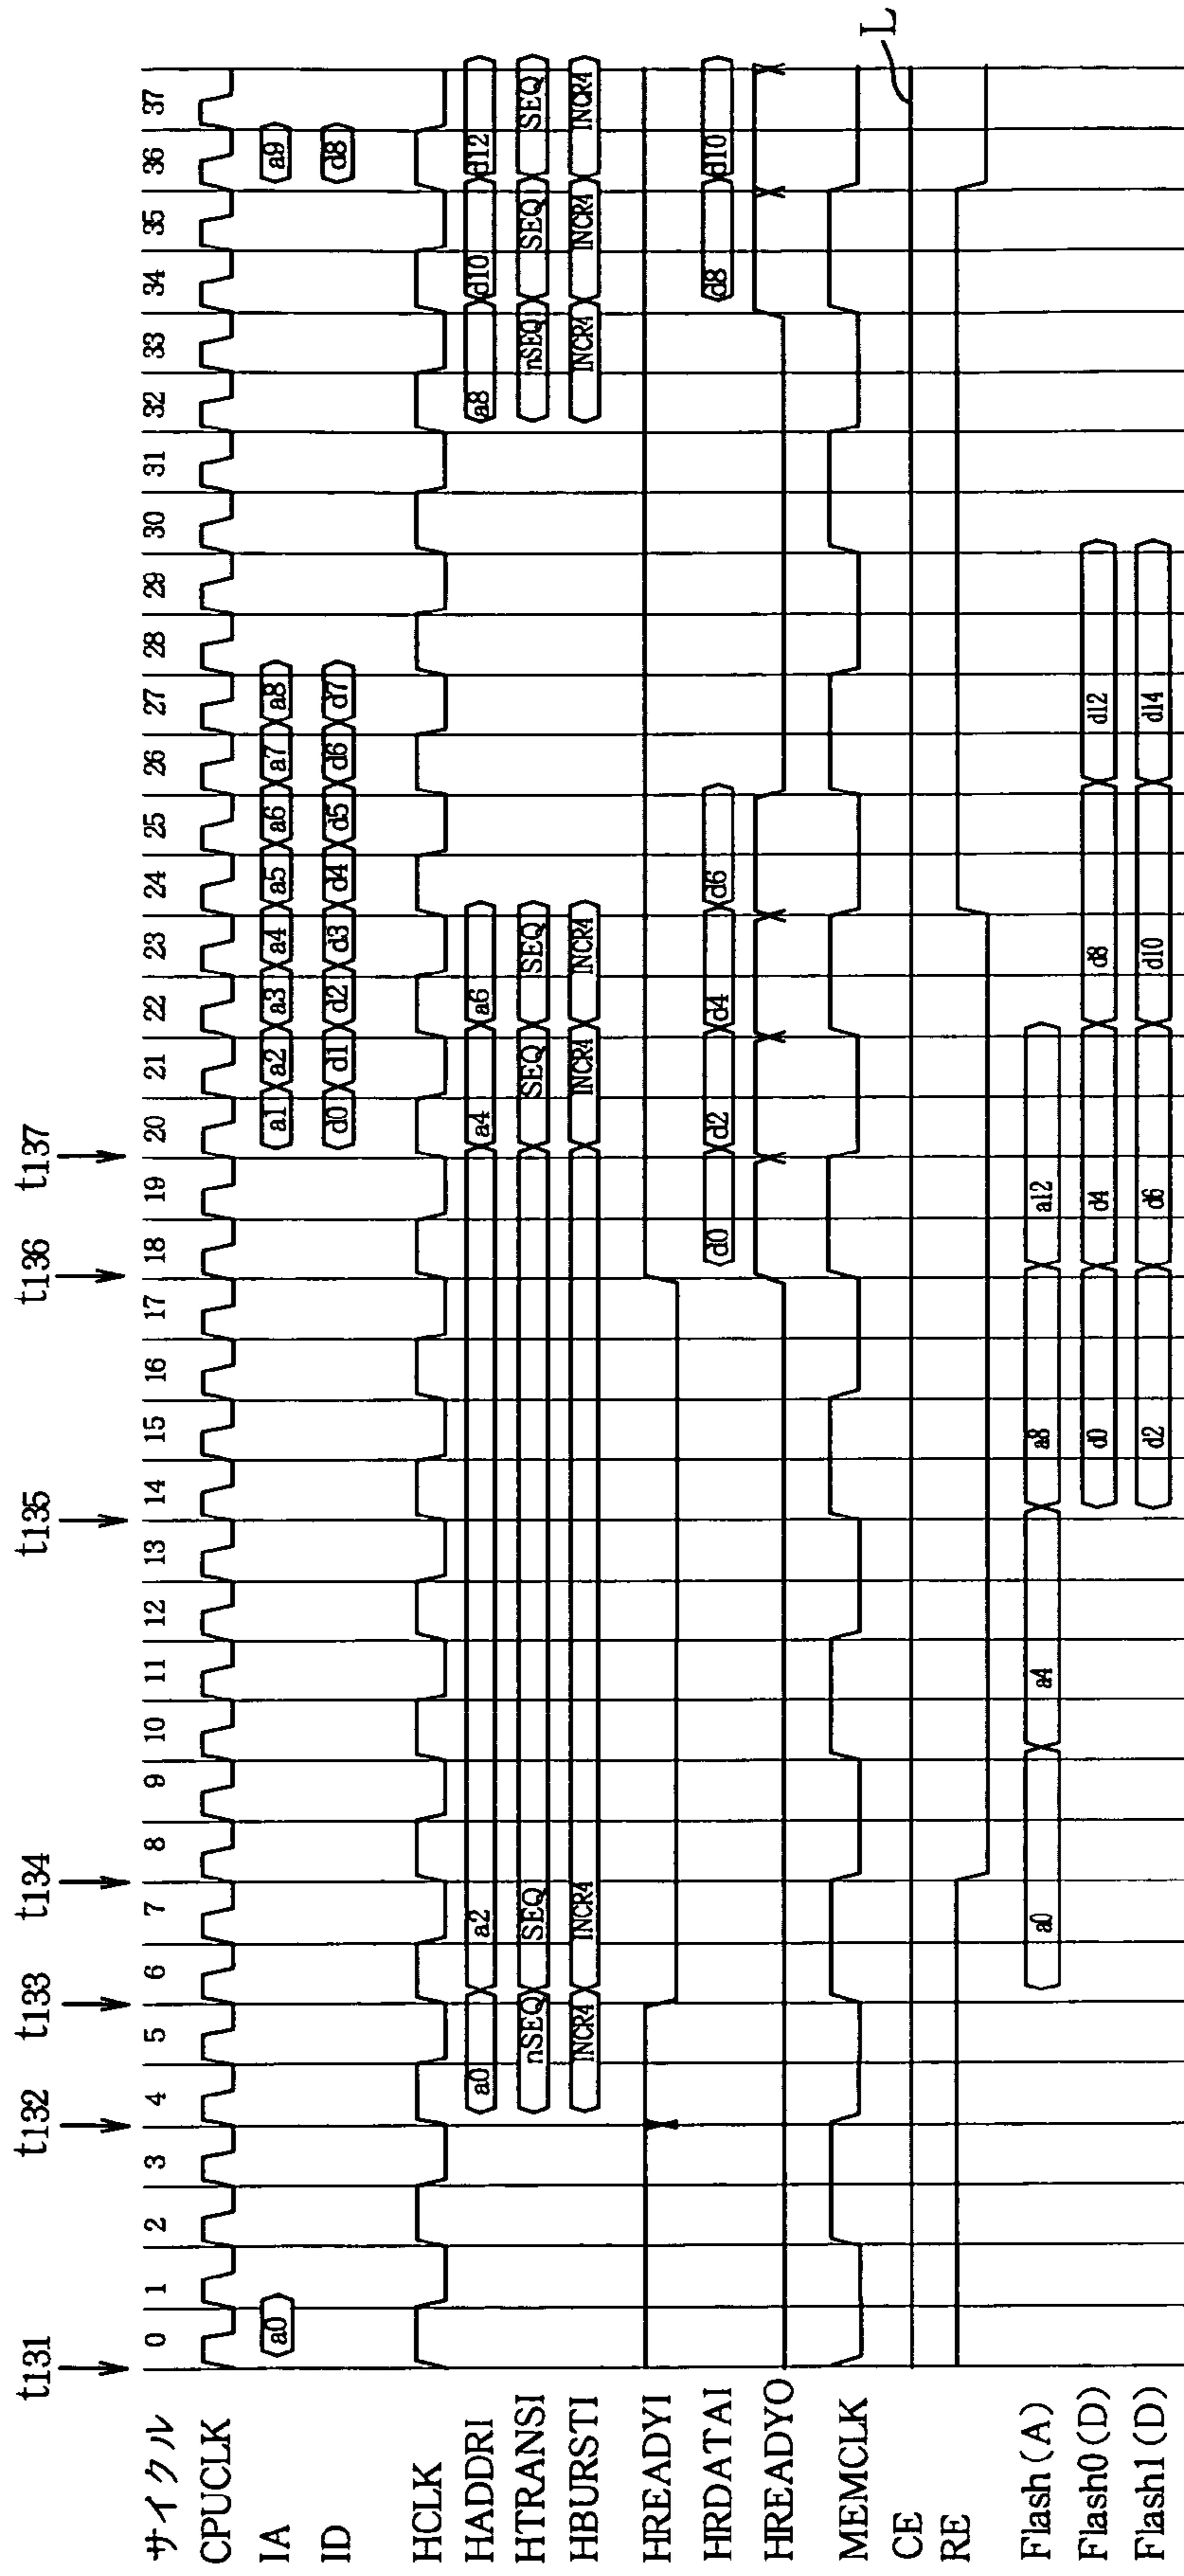 t131 t132 t133 t134 t135 t136 t137
サイクル 0 1 2 3 4 5 6 7 8 9 10 11 12 13 14 15 16 17 18 19 20 21 22 23 24 25 26 27 28 29 30 31 32 33 34 35 36 37
CPUCLK
IA a0 a1 a2 a3 a4 a5 a6 a7 a8 a9
ID d0 d1 d2 d3 d4 d5 d6 d7 d8
HCLK
HADDRI a0 a2 a4 a6 a8 d10 d12
HTRANSI nSEQ SEQ SEQ SEQ nSEQ SEQ SEQ
HBURSTI INCR4 INCR4 INCR4 INCR4 INCR4 INCR4 INCR4
HREADYI
HRDATAI d0 d2 d4 d6 d8 d10
HREADYO
MEMCLK
CE L
RE
Flash(A) a0 a4 a8 a12
Flash0(D) d0 d4 d8 d12
Flash1(D) d2 d6 d10 d14